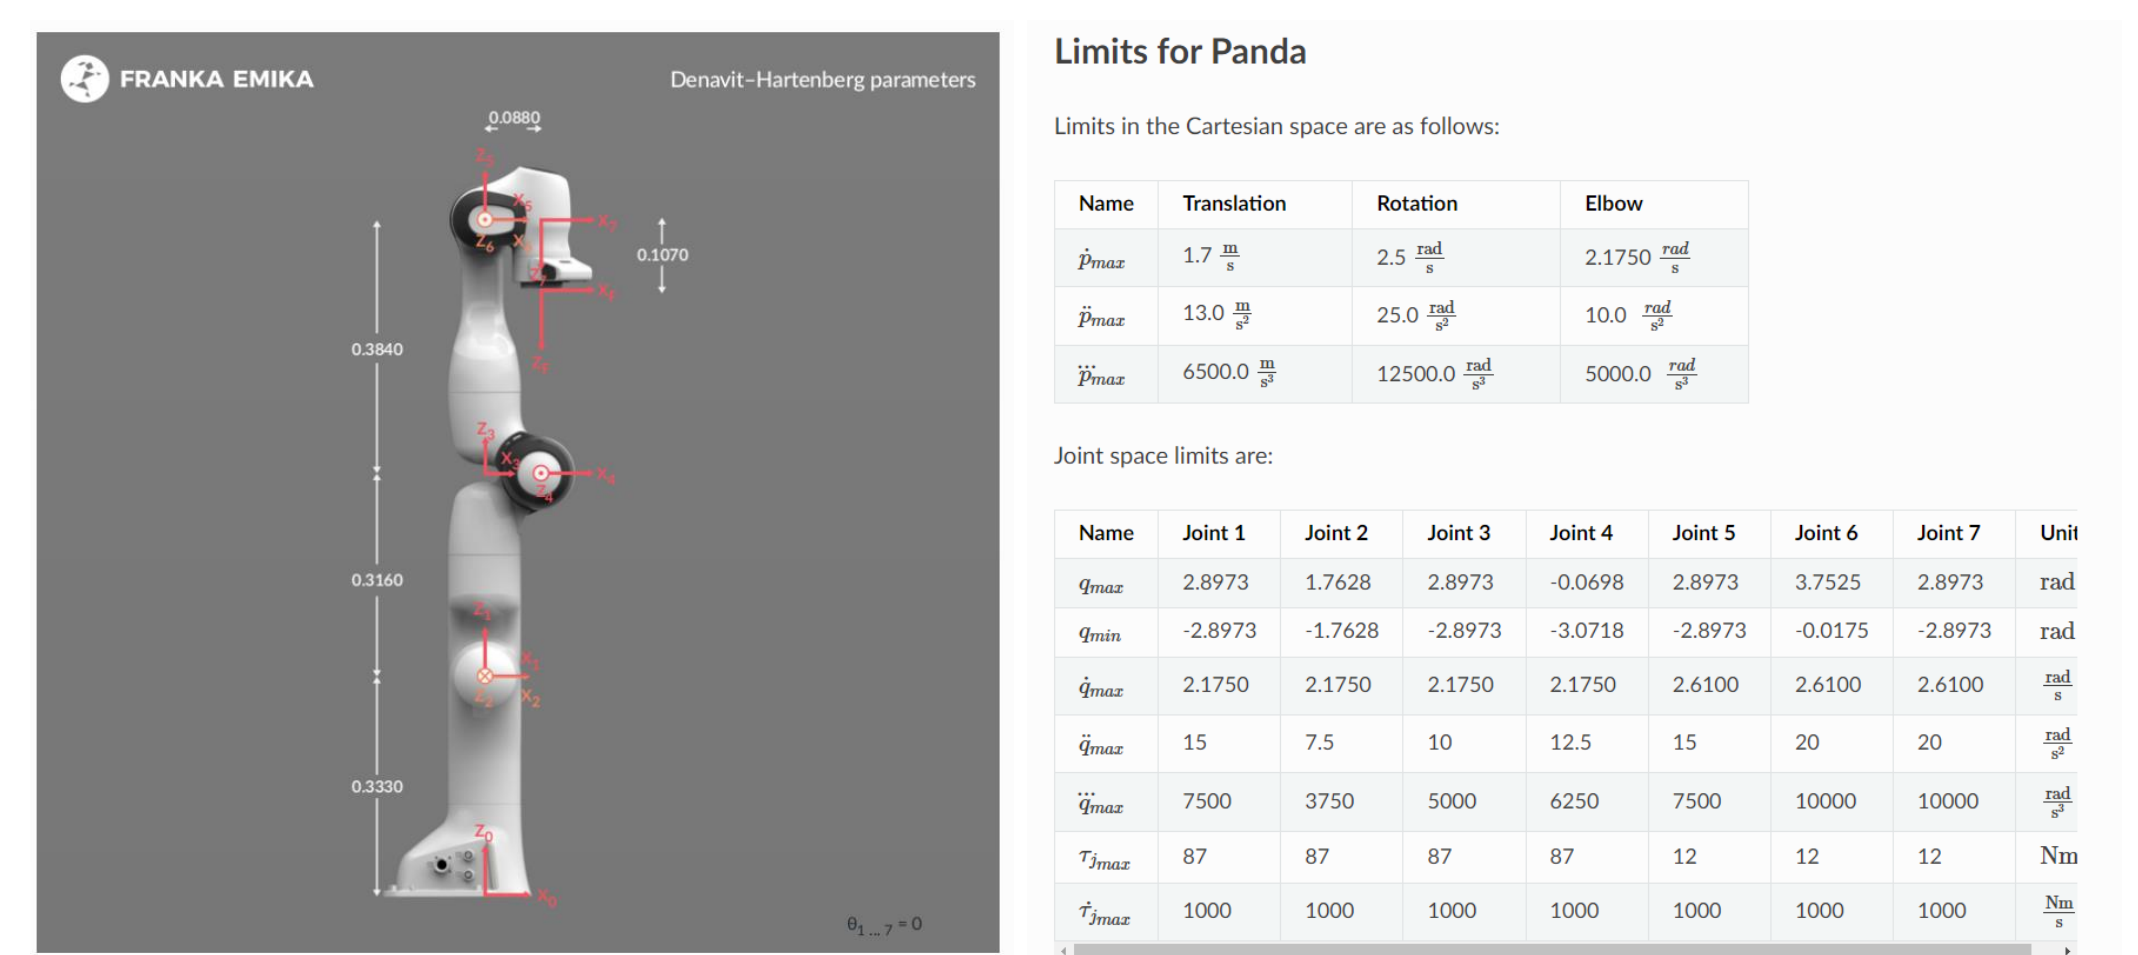 FRANKA EMIKA
Denavit–Hartenberg parameters
0.0880
Z5
X5
X7
Z6
X6
0.1070
Z7
X8
0.3840
Z8
Z3
X3
X4
Z4
0.3160
Z1
X1
Z2
X2
0.3330
Z0
X0
θ1 ... 7 = 0
Limits for Panda
Limits in the Cartesian space are as follows:
Name Translation Rotation Elbow
ṗmax 1.7 m/s 2.5 rad/s 2.1750 rad/s
p̈max 13.0 m/s² 25.0 rad/s² 10.0 rad/s²
p⃛max 6500.0 m/s³ 12500.0 rad/s³ 5000.0 rad/s³
Joint space limits are:
Name Joint 1 Joint 2 Joint 3 Joint 4 Joint 5 Joint 6 Joint 7 Unit
qmax 2.8973 1.7628 2.8973 -0.0698 2.8973 3.7525 2.8973 rad
qmin -2.8973 -1.7628 -2.8973 -3.0718 -2.8973 -0.0175 -2.8973 rad
q̇max 2.1750 2.1750 2.1750 2.1750 2.6100 2.6100 2.6100 rad/s
q̈max 15 7.5 10 12.5 15 20 20 rad/s²
q⃛max 7500 3750 5000 6250 7500 10000 10000 rad/s³
τjmax 87 87 87 87 12 12 12 Nm
τ̇jmax 1000 1000 1000 1000 1000 1000 1000 Nm/s